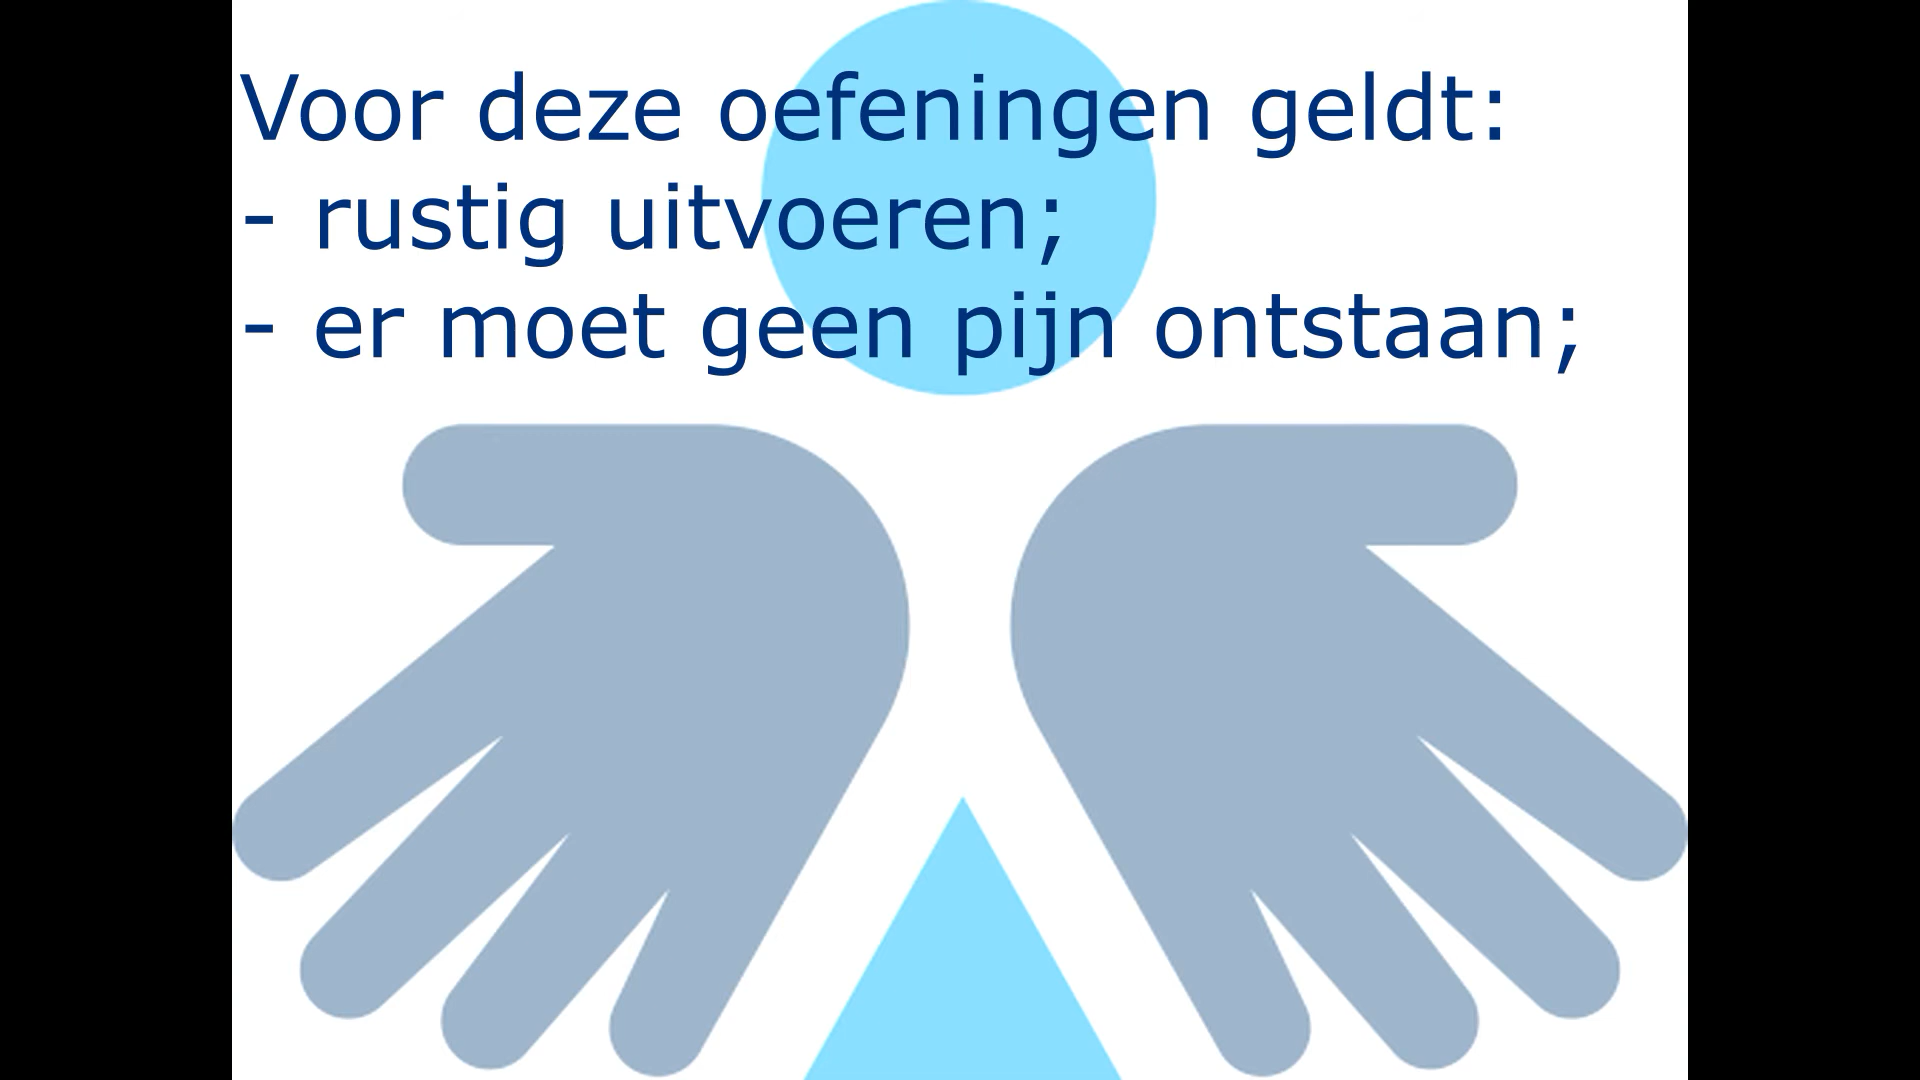 Voor deze oefeningen geldt:
- rustig uitvoeren;
- er moet geen pijn ontstaan;